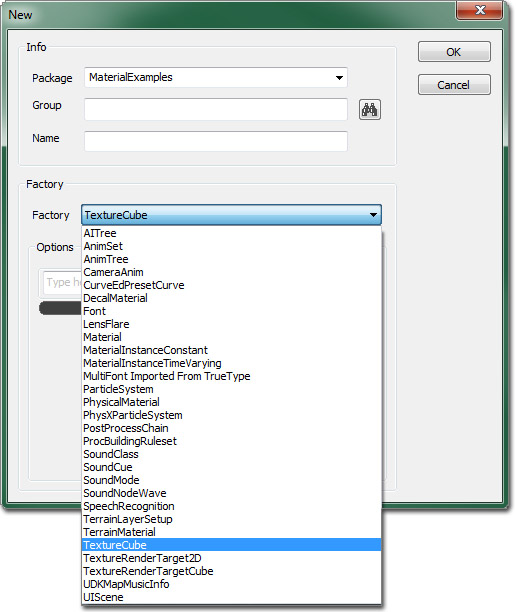 New
Info
OK
Package MaterialExamples
Cancel
Group
Name
Factory
Factory TextureCube
AITree
Options AnimSet
AnimTree
CameraAnim
Type he CurveEdPresetCurve
DecalMaterial
Font
LensFlare
Material
MaterialInstanceConstant
MaterialInstanceTimeVarying
MultiFont Imported From TrueType
ParticleSystem
PhysicalMaterial
PhysXParticleSystem
PostProcessChain
ProcBuildingRuleset
SoundClass
SoundCue
SoundMode
SoundNodeWave
SpeechRecognition
TerrainLayerSetup
TerrainMaterial
TextureCube
TextureRenderTarget2D
TextureRenderTargetCube
UDKMapMusicInfo
UIScene